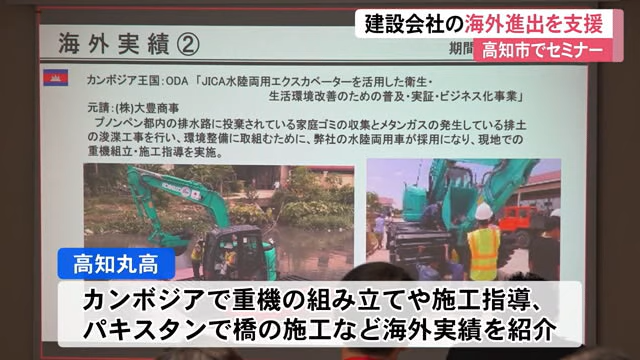 建設会社の海外進出を支援
高知市でセミナー
海外実績②
期間
カンボジア王国:ODA 「JICA水陸両用エクスカベーターを活用した衛生・
生活環境改善のための普及・実証・ビジネス化事業」
元請:(株)大豊商事
プノンペン都内の排水路に投棄されている家庭ゴミの収集とメタンガスの発生している排土
の浚渫工事を行い、環境整備に取組むために、弊社の水陸両用車が採用になり、現地での
重機組立・施工指導を実施。
高知丸高
カンボジアで重機の組み立てや施工指導、
パキスタンで橋の施工など海外実績を紹介